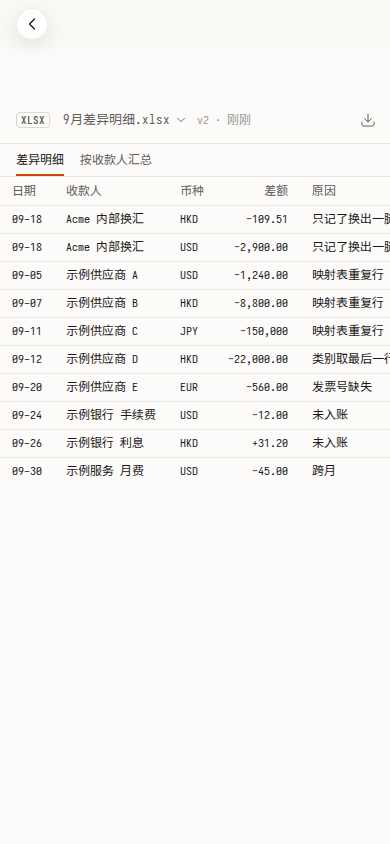 XLSX 9月差异明细.xlsx v2 · 刚刚
差异明细 按收款人汇总
日期 收款人 币种 差额 原因
09-18 Acme 内部换汇 HKD -109.51 只记了换出一
09-18 Acme 内部换汇 USD -2,900.00 只记了换出一
09-05 示例供应商 A USD -1,240.00 映射表重复行
09-07 示例供应商 B HKD -8,800.00 映射表重复行
09-11 示例供应商 C JPY -150,000 映射表重复行
09-12 示例供应商 D HKD -22,000.00 类别取最后一
09-20 示例供应商 E EUR -560.00 发票号缺失
09-24 示例银行 手续费 USD -12.00 未入账
09-26 示例银行 利息 HKD +31.20 未入账
09-30 示例服务 月费 USD -45.00 跨月